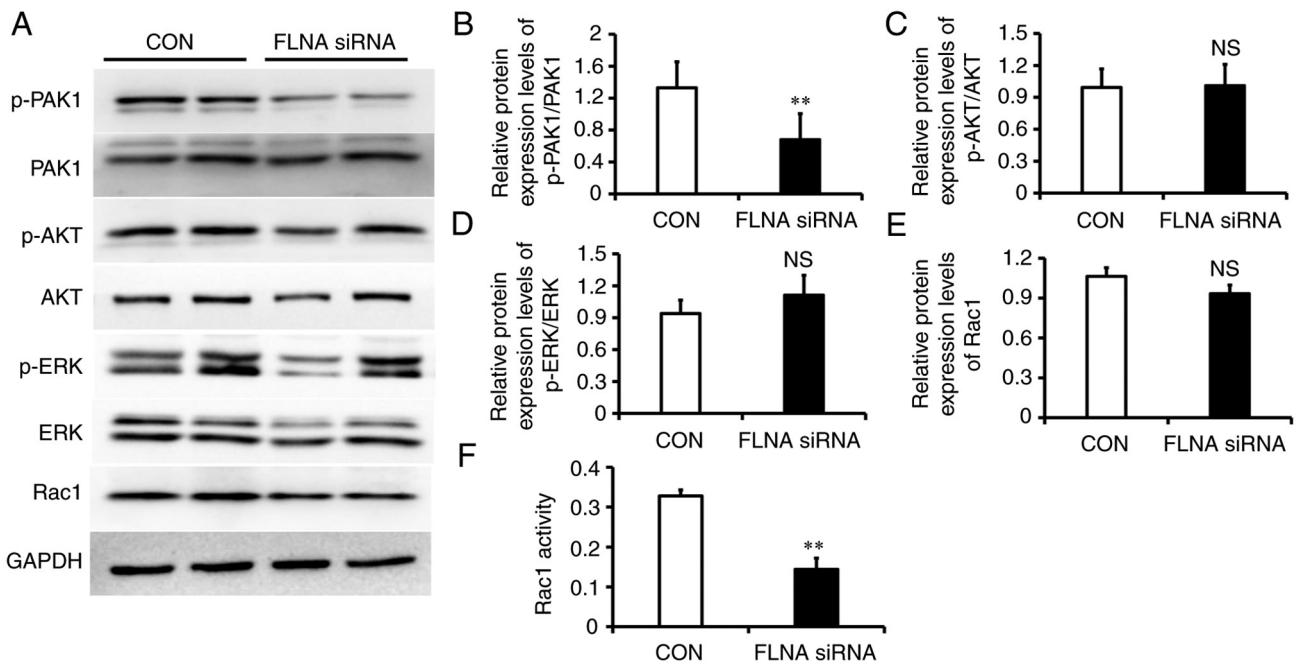 A
CON
FLNA siRNA
p-PAK1
PAK1
p-AKT
AKT
p-ERK
ERK
Rac1
GAPDH
B
Relative protein
expression levels of
p-PAK1/PAK1
2
1.6
1.2
0.8
0.4
0
**
CON
FLNA siRNA
C
Relative protein
expression levels of
p-AKT/AKT
1.5
1.2
0.9
0.6
0.3
0
NS
CON
FLNA siRNA
D
Relative protein
expression levels of
p-ERK/ERK
1.5
1.2
0.9
0.6
0.3
0
NS
CON
FLNA siRNA
E
Relative protein
expression levels
of Rac1
1.2
0.9
0.6
0.3
0
NS
CON
FLNA siRNA
F
Rac1 activity
0.4
0.3
0.2
0.1
0
**
CON
FLNA siRNA